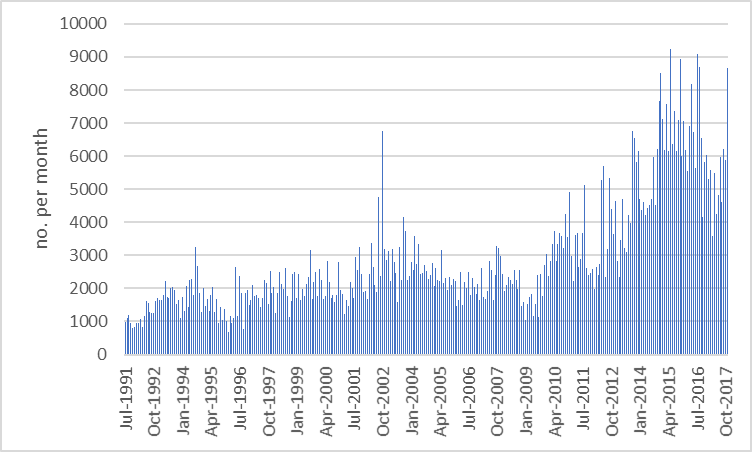 10000
9000
8000
7000
6000
5000
4000
3000
2000
1000
0
no. per month
Jul-1991
Oct-1992
Jan-1994
Apr-1995
Jul-1996
Oct-1997
Jan-1999
Apr-2000
Jul-2001
Oct-2002
Jan-2004
Apr-2005
Jul-2006
Oct-2007
Jan-2009
Apr-2010
Jul-2011
Oct-2012
Jan-2014
Apr-2015
Jul-2016
Oct-2017